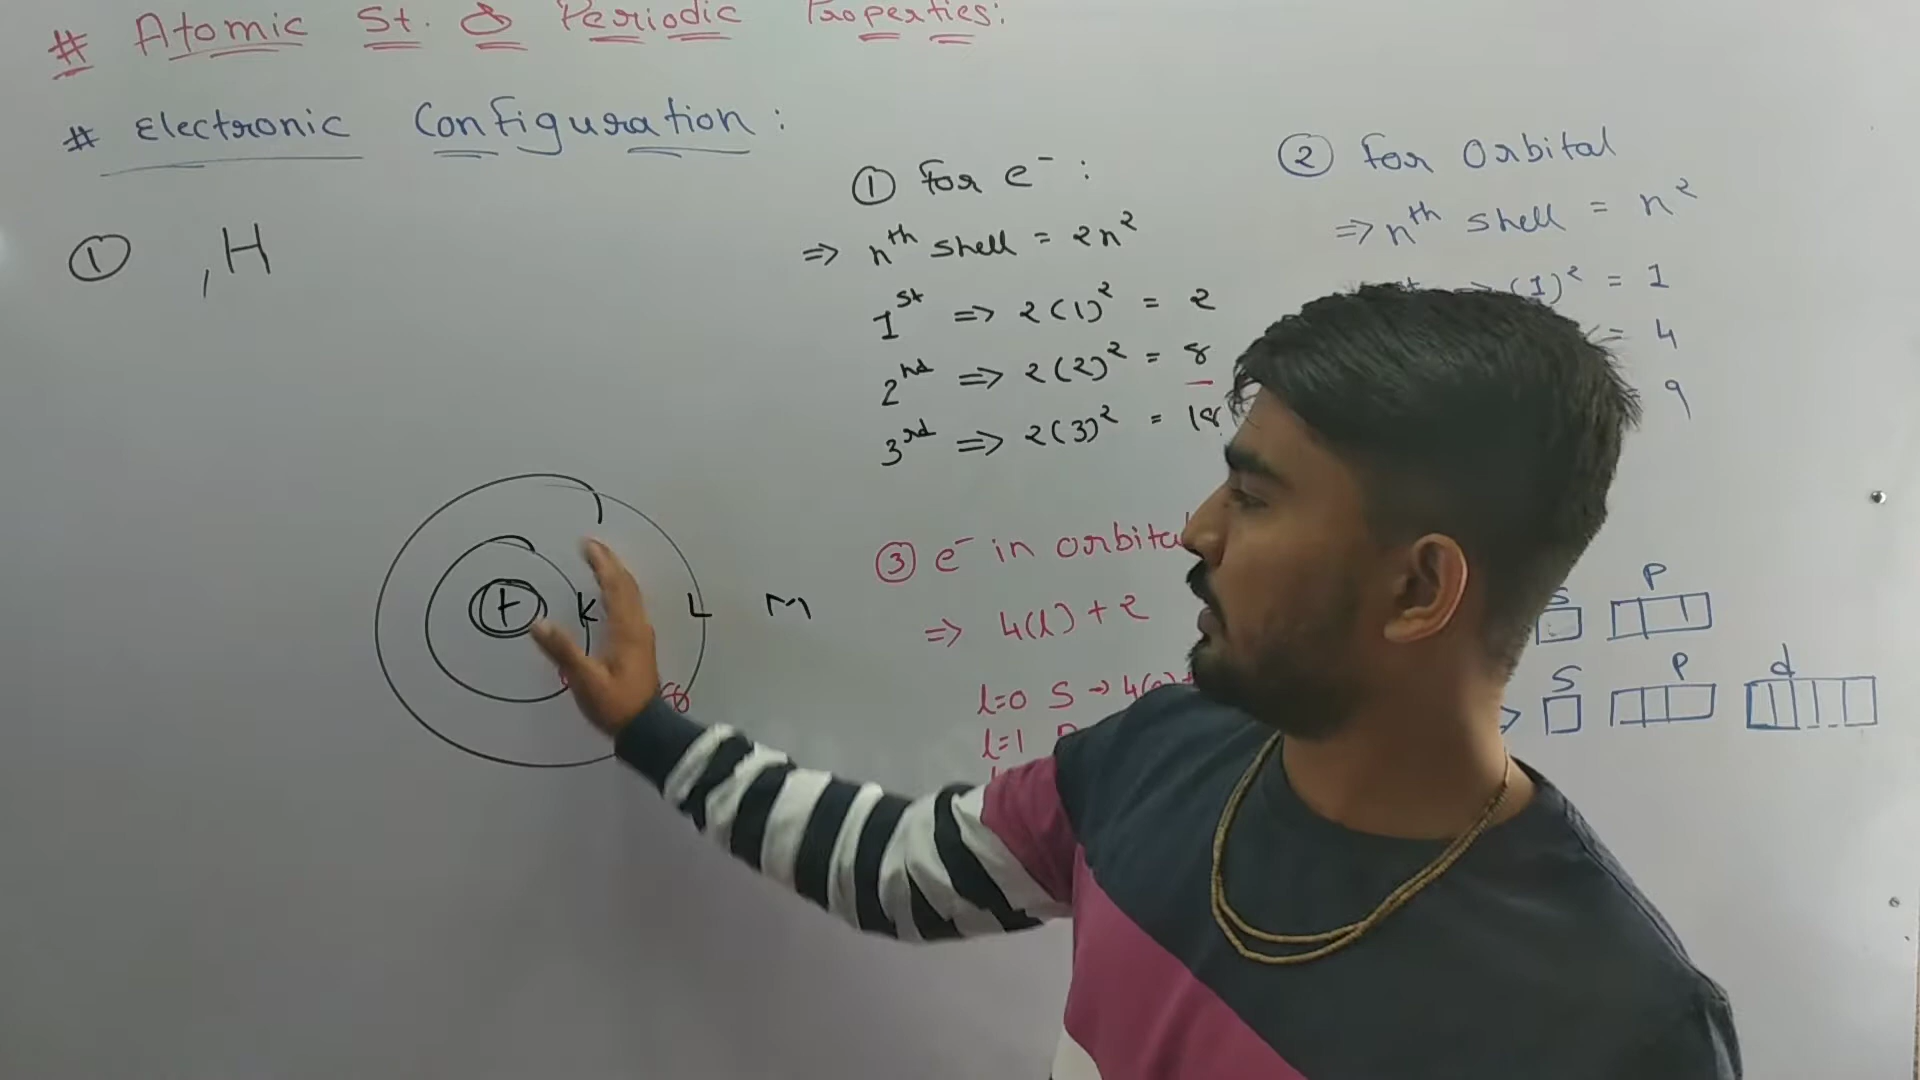 # Atomic St. & Periodic Properties:
# Electronic Configuration :
① ₁H
① For e⁻ :
⇒ nᵗʰ shell = 2n²
1ˢᵗ ⇒ 2(1)² = 2
2ⁿᵈ ⇒ 2(2)² = 8
3ʳᵈ ⇒ 2(3)² = 18
② For Orbital
⇒ nᵗʰ shell = n²
(1)² = 1
= 4
9
+ K L M
8
③ e⁻ in orbital
⇒ 4(l) + 2
l=0 S → 4(0)+
l=1 P
S P
S P d